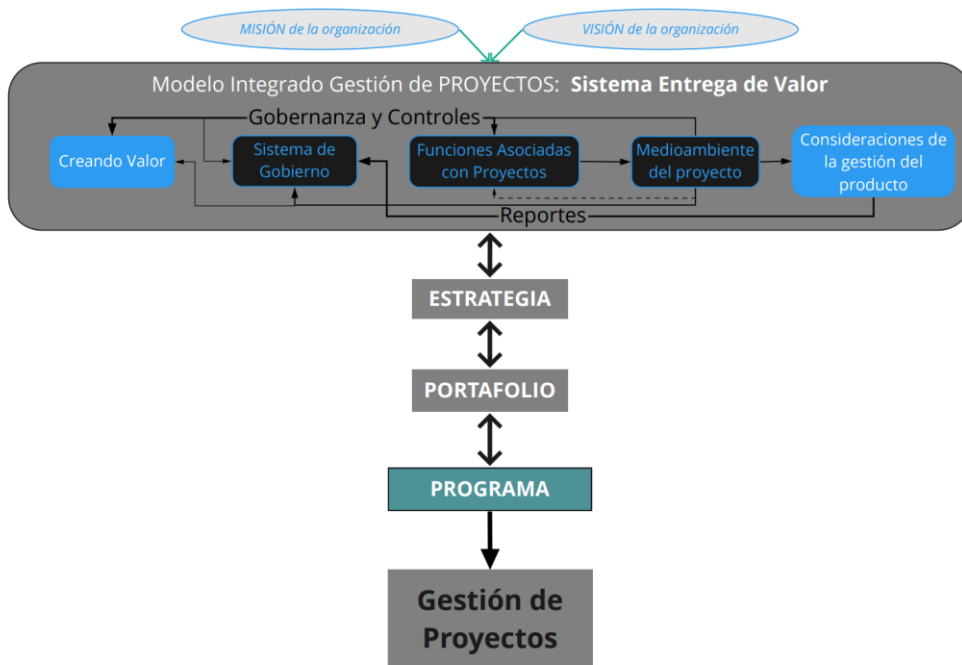 MISIÓN de la organización
VISIÓN de la organización
Modelo Integrado Gestión de PROYECTOS: Sistema Entrega de Valor
Gobernanza y Controles
Creando Valor
Sistema de
Gobierno
Funciones Asociadas
con Proyectos
Medioambiente
del proyecto
Consideraciones de
la gestión del
producto
Reportes
ESTRATEGIA
PORTAFOLIO
PROGRAMA
Gestión de
Proyectos